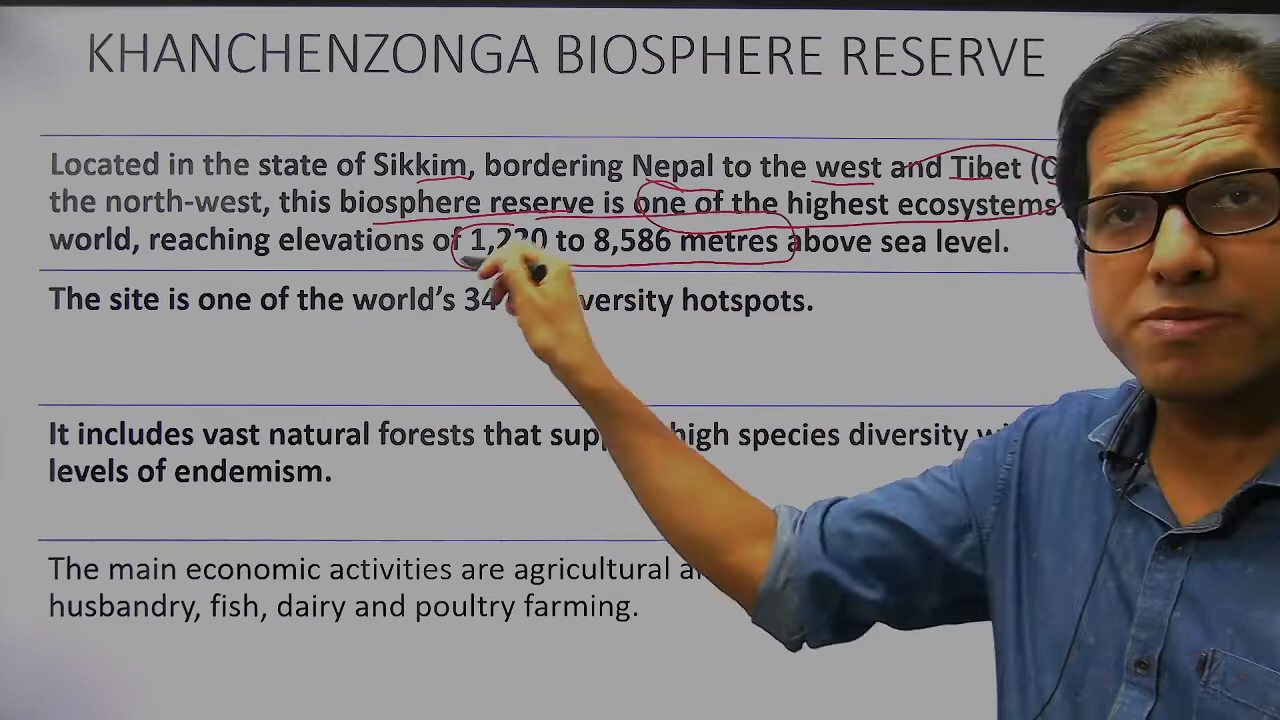 KHANCHENZONGA BIOSPHERE RESERVE
Located in the state of Sikkim, bordering Nepal to the west and Tibet (C
the north-west, this biosphere reserve is one of the highest ecosystems
world, reaching elevations of 1,220 to 8,586 metres above sea level.
The site is one of the world's 34 hotspots.
It includes vast natural forests that high species diversity
levels of endemism.
The main economic activities are agricultural
husbandry, fish, dairy and poultry farming.